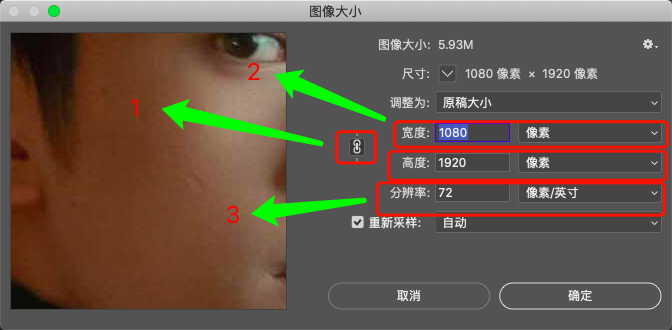 图像大小
图像大小: 5.93M
尺寸: 1080 像素 × 1920 像素
调整为: 原稿大小
2
1
宽度: 1080 像素
高度: 1920 像素
分辨率: 72 像素/英寸
3
重新采样: 自动
取消 确定